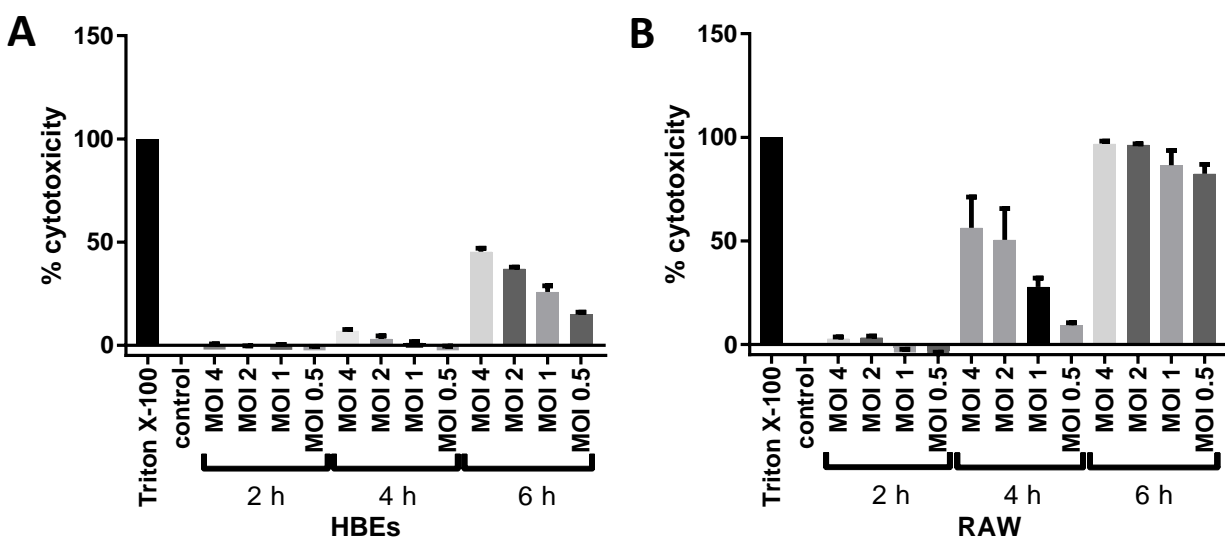 A
% cytotoxicity
150
100
50
0
Triton X-100
control
MOI 4
MOI 2
MOI 1
MOI 0.5
MOI 4
MOI 2
MOI 1
MOI 0.5
MOI 4
MOI 2
MOI 1
MOI 0.5
2 h
4 h
6 h
HBEs
B
% cytotoxicity
150
100
50
0
Triton X-100
control
MOI 4
MOI 2
MOI 1
MOI 0.5
MOI 4
MOI 2
MOI 1
MOI 0.5
MOI 4
MOI 2
MOI 1
MOI 0.5
2 h
4 h
6 h
RAW